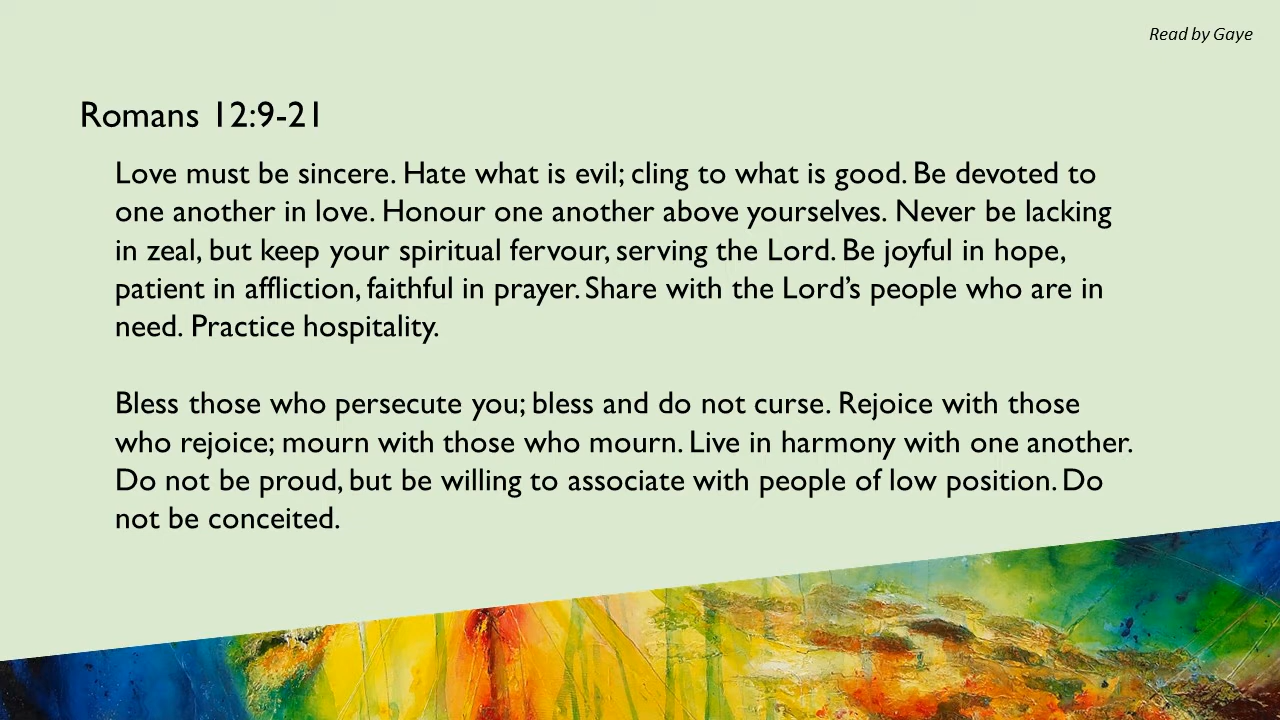 Read by Gaye
Romans 12:9-21
Love must be sincere. Hate what is evil; cling to what is good. Be devoted to
one another in love. Honour one another above yourselves. Never be lacking
in zeal, but keep your spiritual fervour, serving the Lord. Be joyful in hope,
patient in affliction, faithful in prayer. Share with the Lord’s people who are in
need. Practice hospitality.
Bless those who persecute you; bless and do not curse. Rejoice with those
who rejoice; mourn with those who mourn. Live in harmony with one another.
Do not be proud, but be willing to associate with people of low position. Do
not be conceited.